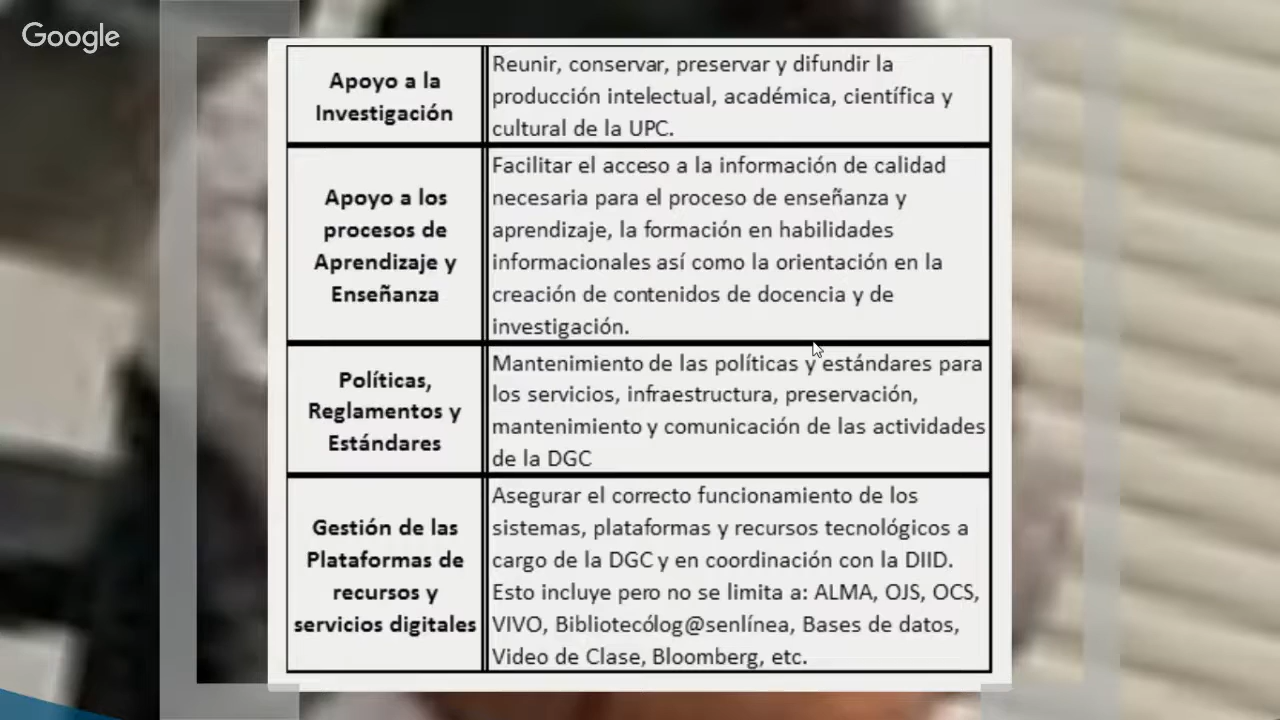 Google
Apoyo a la
Investigación
Reunir, conservar, preservar y difundir la
producción intelectual, académica, científica y
cultural de la UPC.
Apoyo a los
procesos de
Aprendizaje y
Enseñanza
Facilitar el acceso a la información de calidad
necesaria para el proceso de enseñanza y
aprendizaje, la formación en habilidades
informacionales así como la orientación en la
creación de contenidos de docencia y de
investigación.
Políticas,
Reglamentos y
Estándares
Mantenimiento de las políticas y estándares para
los servicios, infraestructura, preservación,
mantenimiento y comunicación de las actividades
de la DGC
Gestión de las
Plataformas de
recursos y
servicios digitales
Asegurar el correcto funcionamiento de los
sistemas, plataformas y recursos tecnológicos a
cargo de la DGC y en coordinación con la DIID.
Esto incluye pero no se limita a: ALMA, OJS, OCS,
VIVO, Bibliotecólog@senlínea, Bases de datos,
Video de Clase, Bloomberg, etc.